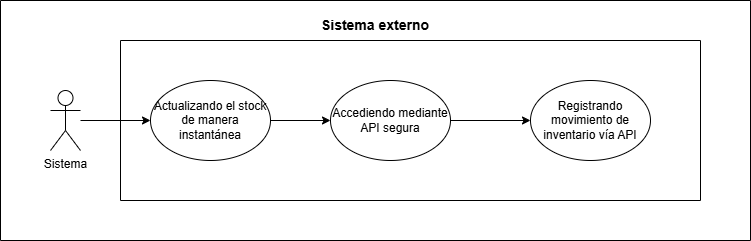 Sistema externo
Actualizando el stock
de manera
instantánea
Accediendo mediante
API segura
Registrando
movimiento de
inventario vía API
Sistema